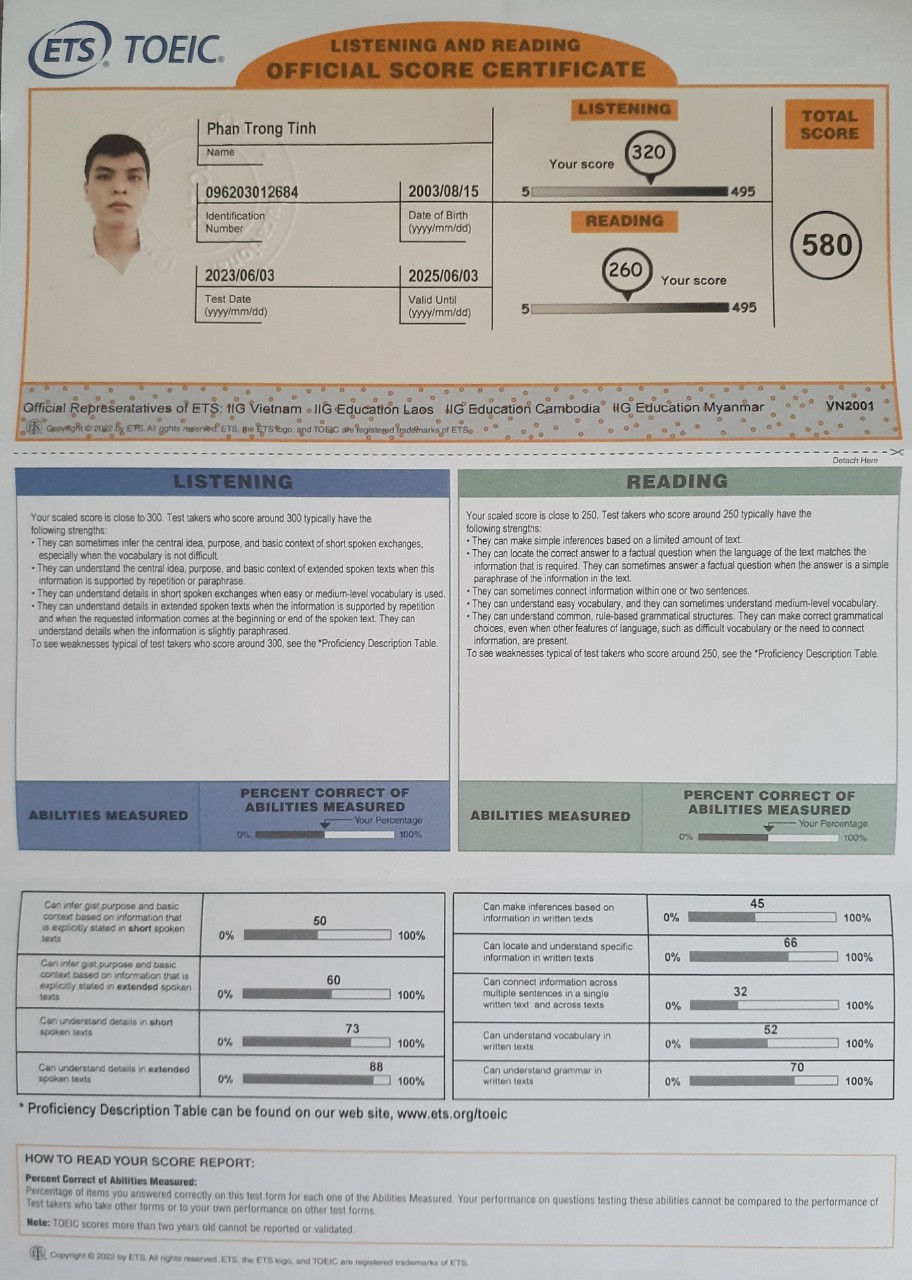 ETS® TOEIC®
LISTENING AND READING
OFFICIAL SCORE CERTIFICATE
Phan Trong Tinh
Name
096203012684
Identification
Number
2003/08/15
Date of Birth
(yyyy/mm/dd)
2023/06/03
Test Date
(yyyy/mm/dd)
2025/06/03
Valid Until
(yyyy/mm/dd)
LISTENING
Your score 320
5 495
READING
260 Your score
5 495
TOTAL
SCORE
580
Official Representatives of ETS: IIG Vietnam IIG Education Laos IIG Education Cambodia IIG Education Myanmar VN2001
Copyright © 2022 by ETS. All rights reserved. ETS, the ETS logo, and TOEIC are registered trademarks of ETS.
Detach Here
LISTENING
Your scaled score is close to 300. Test takers who score around 300 typically have the
following strengths:
• They can sometimes infer the central idea, purpose, and basic context of short spoken exchanges,
especially when the vocabulary is not difficult.
• They can understand the central idea, purpose, and basic context of extended spoken texts when this
information is supported by repetition or paraphrase.
• They can understand details in short spoken exchanges when easy or medium-level vocabulary is used.
• They can understand details in extended spoken texts when the information is supported by repetition
and when the requested information comes at the beginning or end of the spoken text. They can
understand details when the information is slightly paraphrased.
To see weaknesses typical of test takers who score around 300, see the *Proficiency Description Table.
ABILITIES MEASURED
PERCENT CORRECT OF
ABILITIES MEASURED
Your Percentage
0% 100%
READING
Your scaled score is close to 250. Test takers who score around 250 typically have the
following strengths:
• They can make simple inferences based on a limited amount of text.
• They can locate the correct answer to a factual question when the language of the text matches the
information that is required. They can sometimes answer a factual question when the answer is a simple
paraphrase of the information in the text.
• They can sometimes connect information within one or two sentences.
• They can understand easy vocabulary, and they can sometimes understand medium-level vocabulary.
• They can understand common, rule-based grammatical structures. They can make correct grammatical
choices, even when other features of language, such as difficult vocabulary or the need to connect
information, are present.
To see weaknesses typical of test takers who score around 250, see the *Proficiency Description Table.
ABILITIES MEASURED
PERCENT CORRECT OF
ABILITIES MEASURED
Your Percentage
0% 100%
Can infer gist,purpose and basic
context based on information that
is explicitly stated in short spoken
texts
50
0% 100%
Can infer gist,purpose and basic
context based on information that is
explicitly stated in extended spoken
texts
60
0% 100%
Can understand details in short
spoken texts
73
0% 100%
Can understand details in extended
spoken texts
88
0% 100%
Can make inferences based on
information in written texts
45
0% 100%
Can locate and understand specific
information in written texts
66
0% 100%
Can connect information across
multiple sentences in a single
written text and across texts
32
0% 100%
Can understand vocabulary in
written texts
52
0% 100%
Can understand grammar in
written texts
70
0% 100%
* Proficiency Description Table can be found on our web site, www.ets.org/toeic
HOW TO READ YOUR SCORE REPORT:
Percent Correct of Abilities Measured:
Percentage of items you answered correctly on this test form for each one of the Abilities Measured. Your performance on questions testing these abilities cannot be compared to the performance of
Test takers who take other forms or to your own performance on other test forms.
Note: TOEIC scores more than two years old cannot be reported or validated.
Copyright © 2022 by ETS. All rights reserved. ETS, the ETS logo, and TOEIC are registered trademarks of ETS.